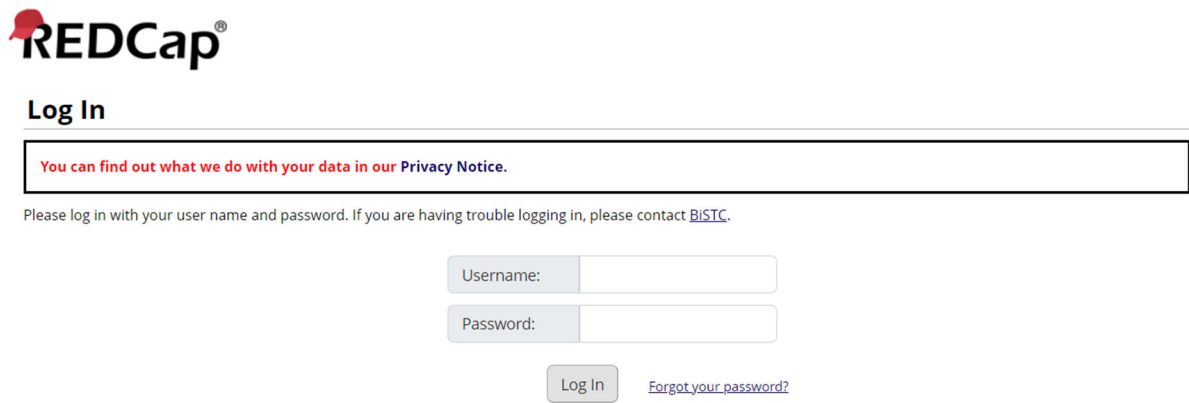 REDCap®
Log In
You can find out what we do with your data in our Privacy Notice.
Please log in with your user name and password. If you are having trouble logging in, please contact BiSTC.
Username:
Password:
Log In Forgot your password?